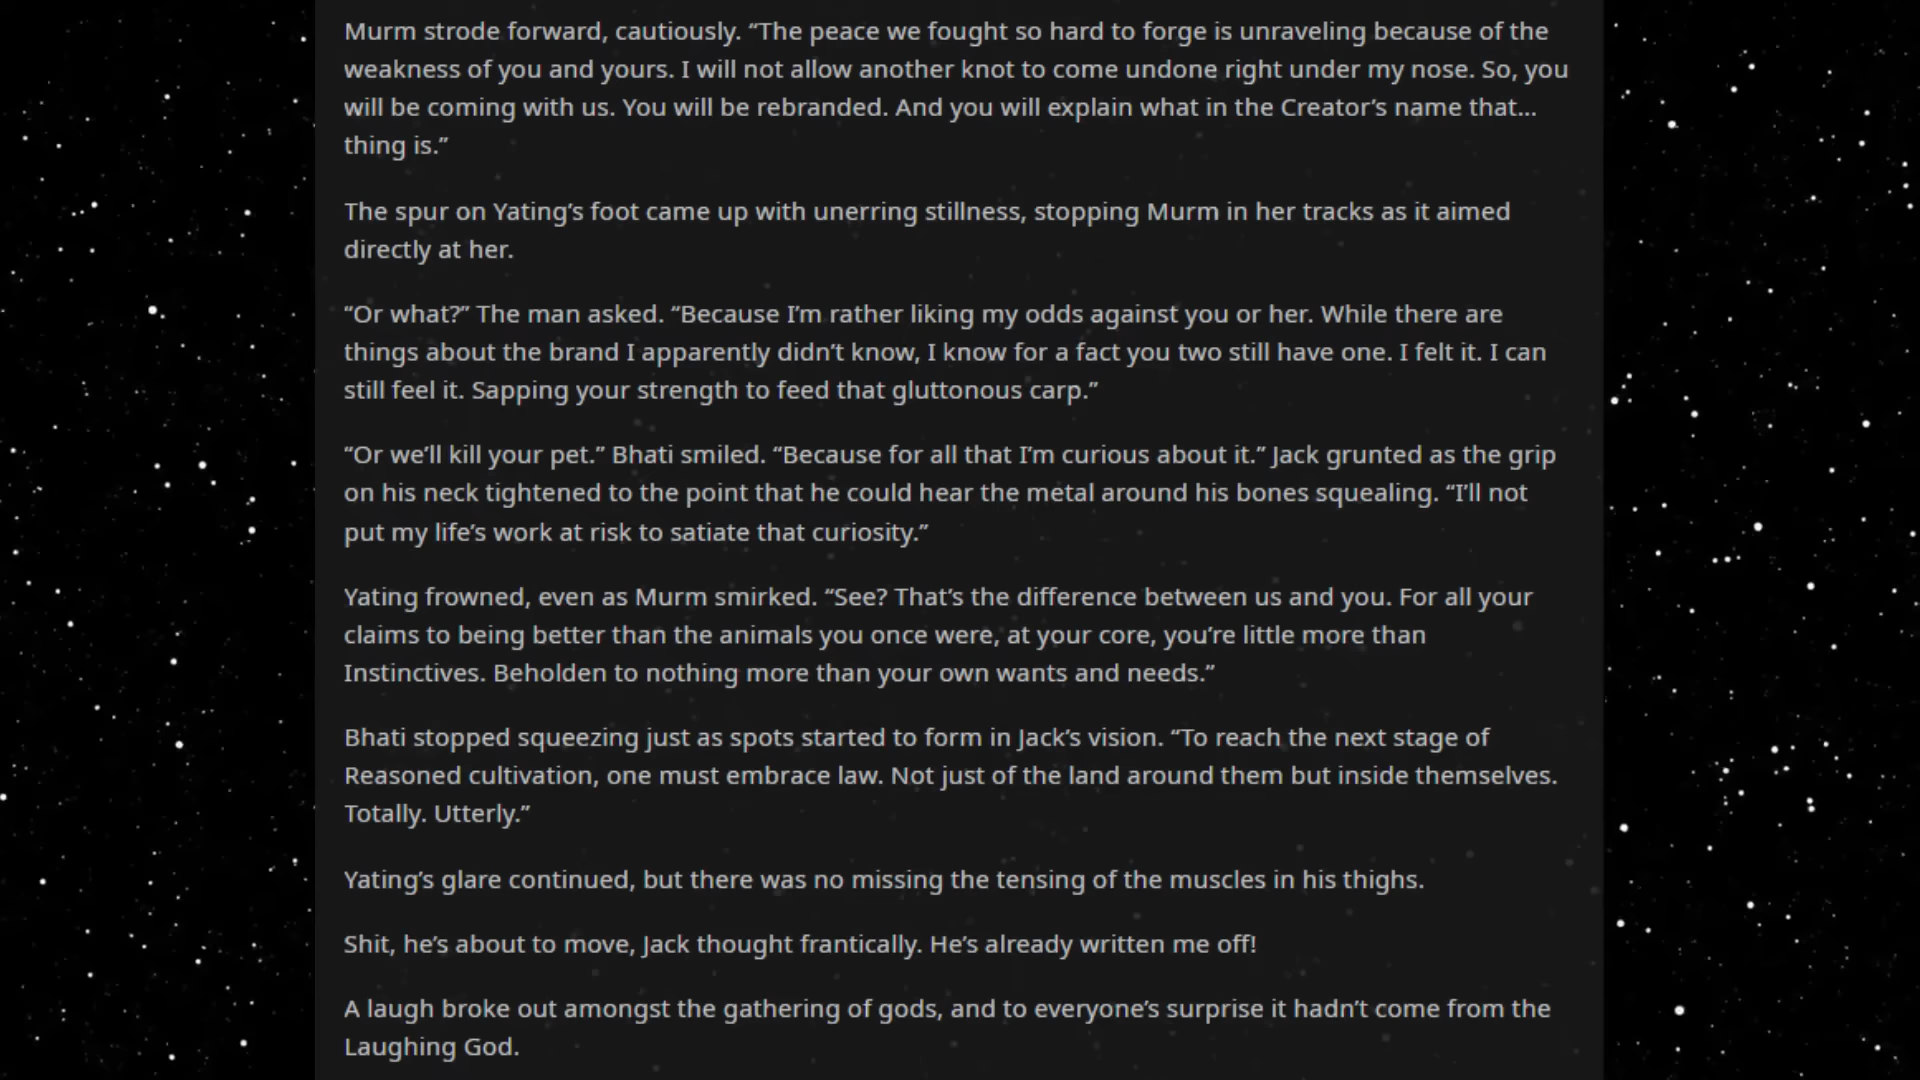 Murm strode forward, cautiously. “The peace we fought so hard to forge is unraveling because of the
weakness of you and yours. I will not allow another knot to come undone right under my nose. So, you
will be coming with us. You will be rebranded. And you will explain what in the Creator’s name that…
thing is.”
The spur on Yating’s foot came up with unerring stillness, stopping Murm in her tracks as it aimed
directly at her.
“Or what?” The man asked. “Because I’m rather liking my odds against you or her. While there are
things about the brand I apparently didn’t know, I know for a fact you two still have one. I felt it. I can
still feel it. Sapping your strength to feed that gluttonous carp.”
“Or we’ll kill your pet.” Bhati smiled. “Because for all that I’m curious about it.” Jack grunted as the grip
on his neck tightened to the point that he could hear the metal around his bones squealing. “I’ll not
put my life’s work at risk to satiate that curiosity.”
Yating frowned, even as Murm smirked. “See? That’s the difference between us and you. For all your
claims to being better than the animals you once were, at your core, you’re little more than
Instinctives. Beholden to nothing more than your own wants and needs.”
Bhati stopped squeezing just as spots started to form in Jack’s vision. “To reach the next stage of
Reasoned cultivation, one must embrace law. Not just of the land around them but inside themselves.
Totally. Utterly.”
Yating’s glare continued, but there was no missing the tensing of the muscles in his thighs.
Shit, he’s about to move, Jack thought frantically. He’s already written me off!
A laugh broke out amongst the gathering of gods, and to everyone’s surprise it hadn’t come from the
Laughing God.